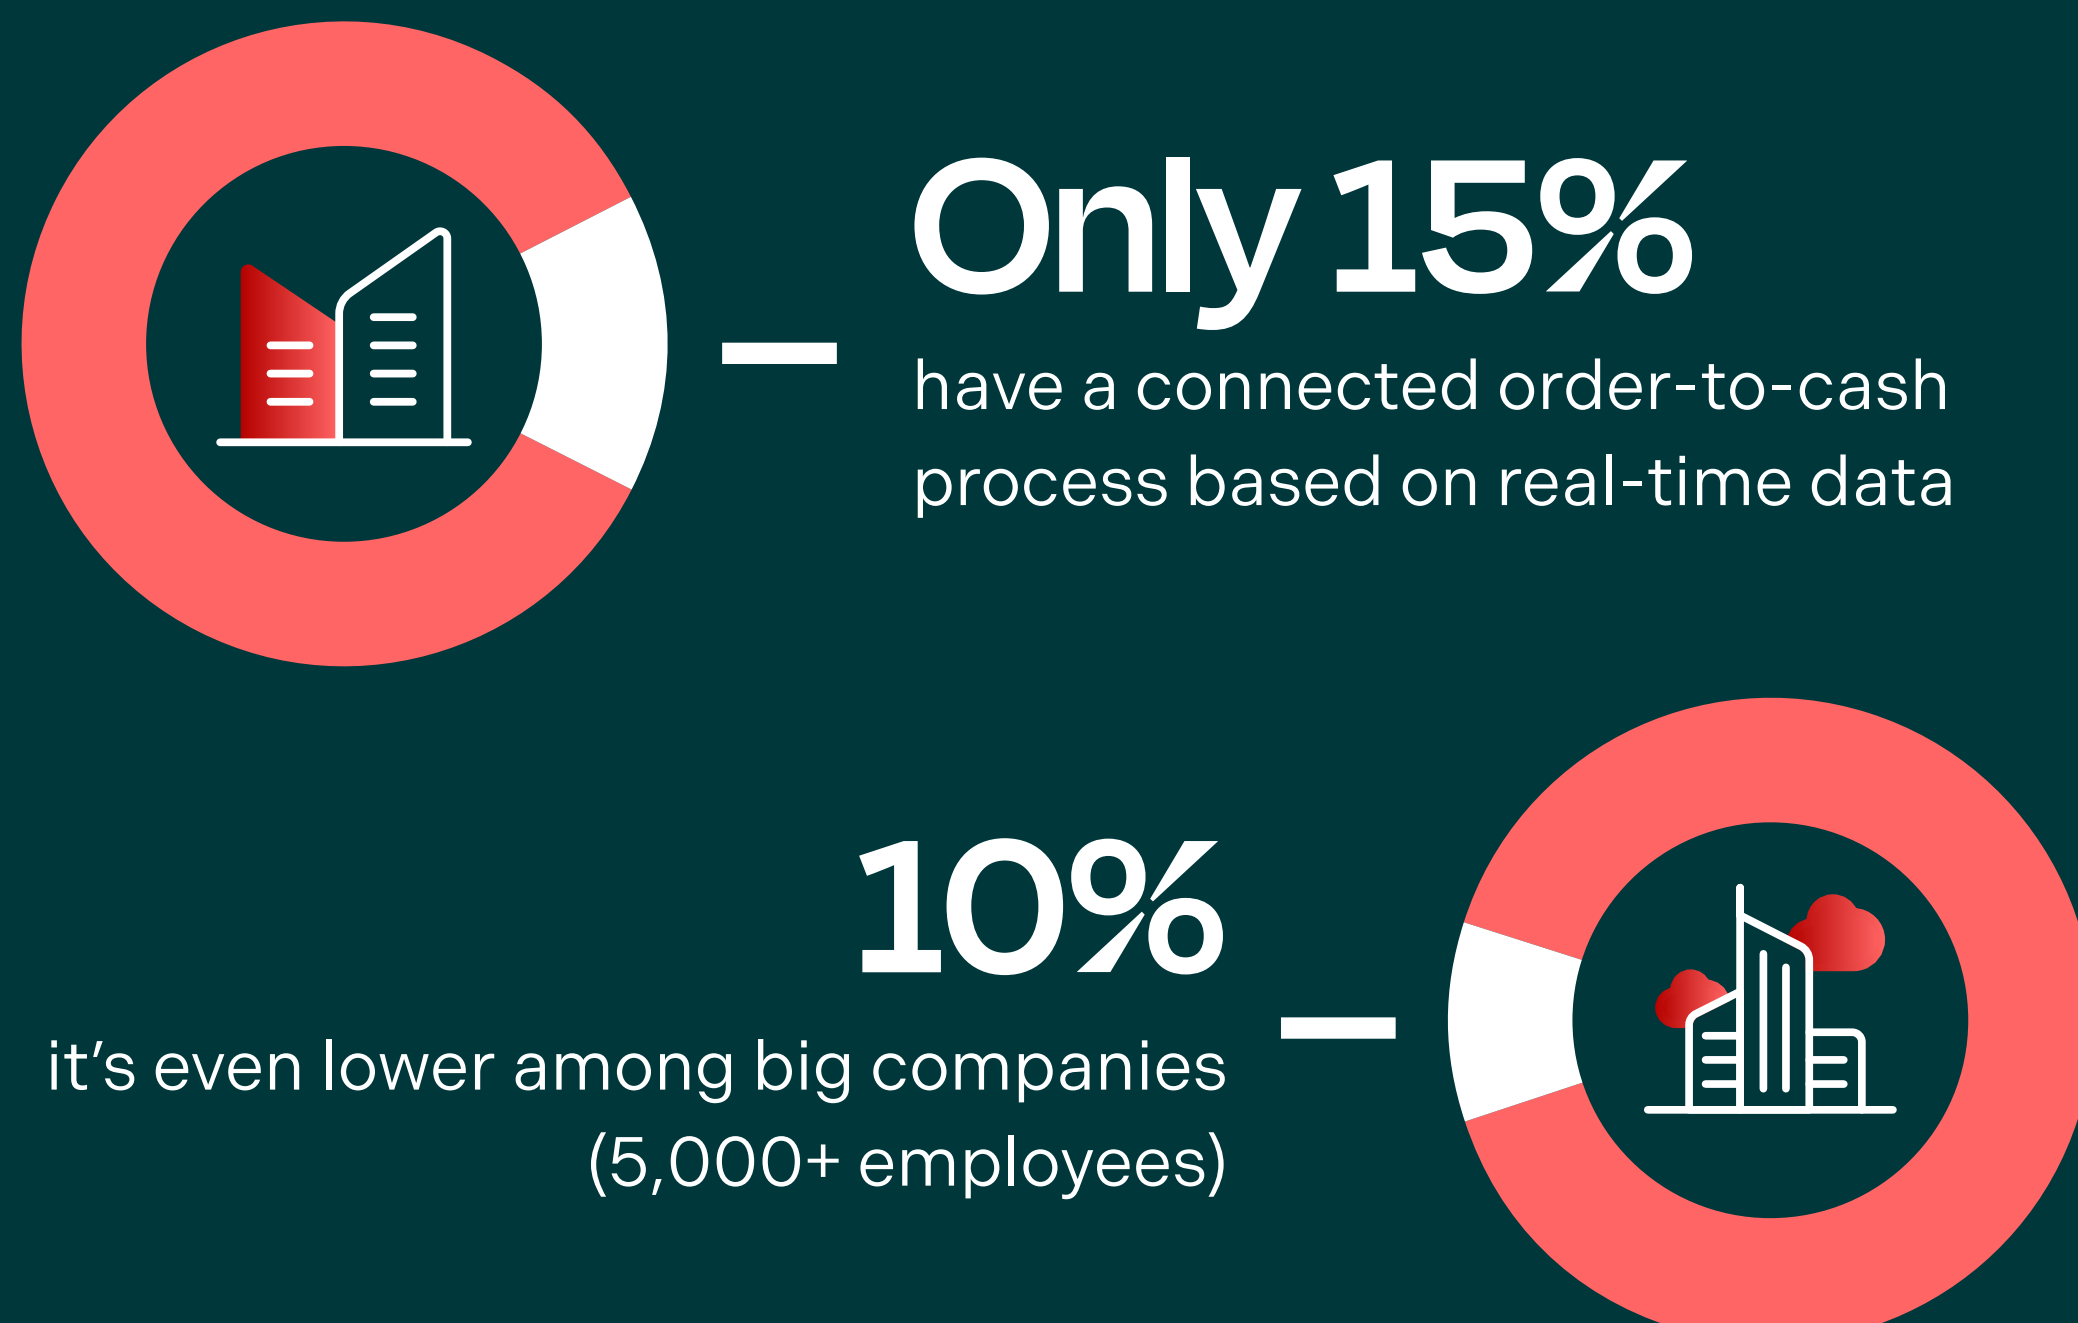 Only 15%
have a connected order-to-cash
process based on real-time data
10%
it’s even lower among big companies
(5,000+ employees)